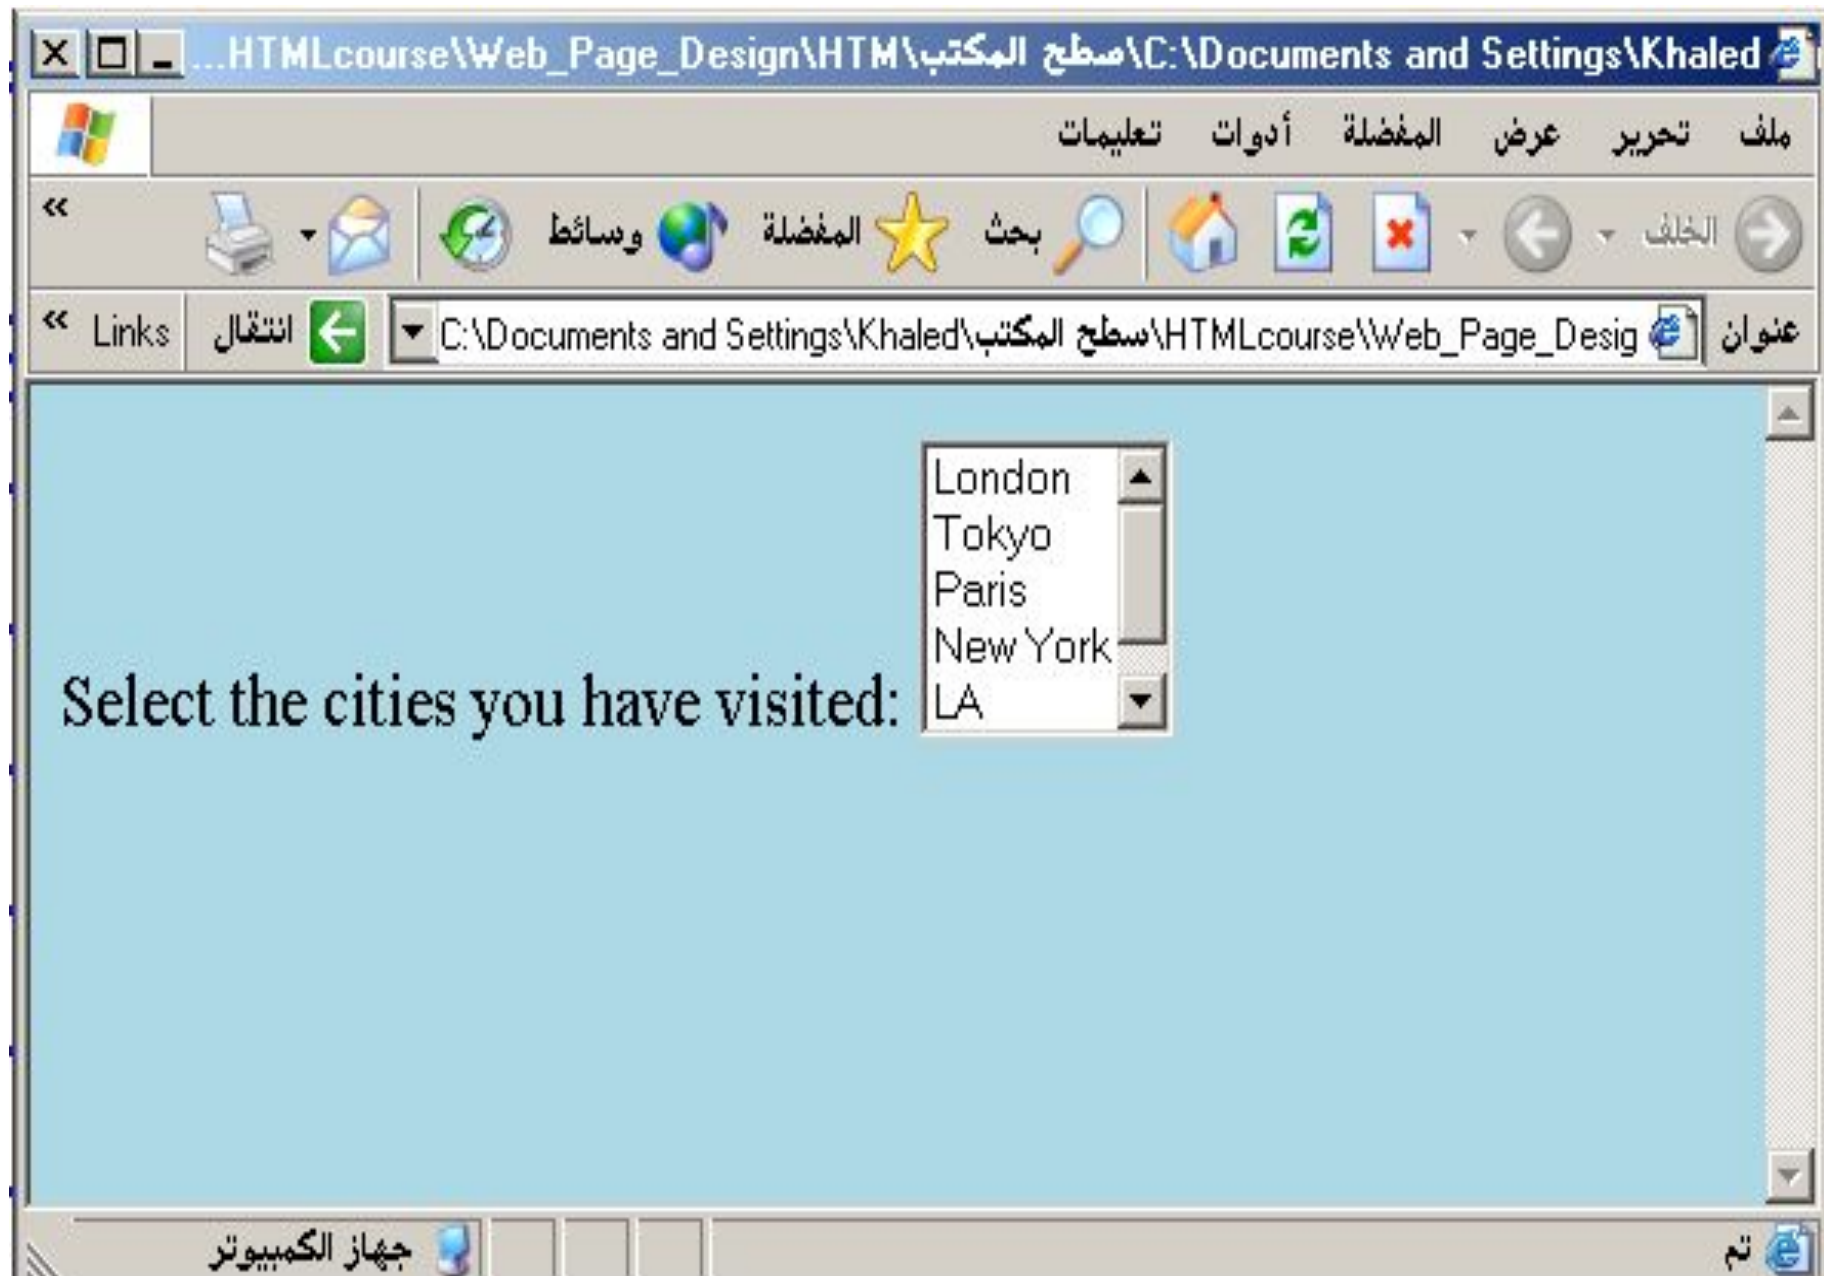 ...HTMLcourse\Web_Page_Design\HTM\سطح المكتب\C:\Documents and Settings\Khaled
ملف تحرير عرض المفضلة أدوات تعليمات
الخلف بحث المفضلة وسائط »
عنوان C:\Documents and Settings\Khaled\سطح المكتب\HTMLcourse\Web_Page_Desig انتقال Links »
London
Tokyo
Paris
New York
Select the cities you have visited: LA
تم جهاز الكمبيوتر